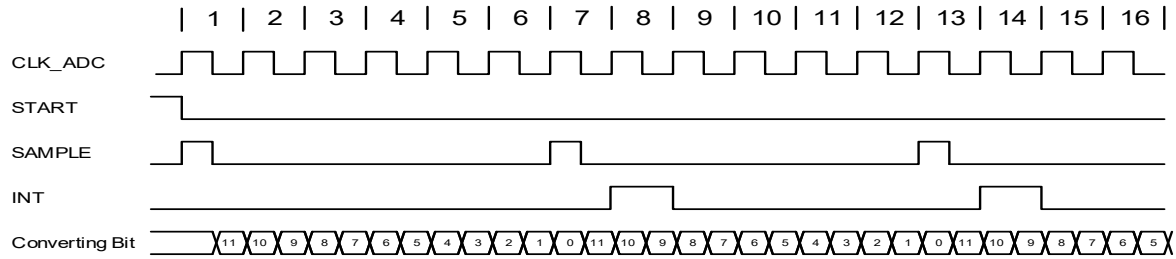 | 1 | 2 | 3 | 4 | 5 | 6 | 7 | 8 | 9 | 10 | 11 | 12 | 13 | 14 | 15 | 16 |
CLK_ADC
START
SAMPLE
INT
Converting Bit 11 10 9 8 7 6 5 4 3 2 1 0 11 10 9 8 7 6 5 4 3 2 1 0 11 10 9 8 7 6 5